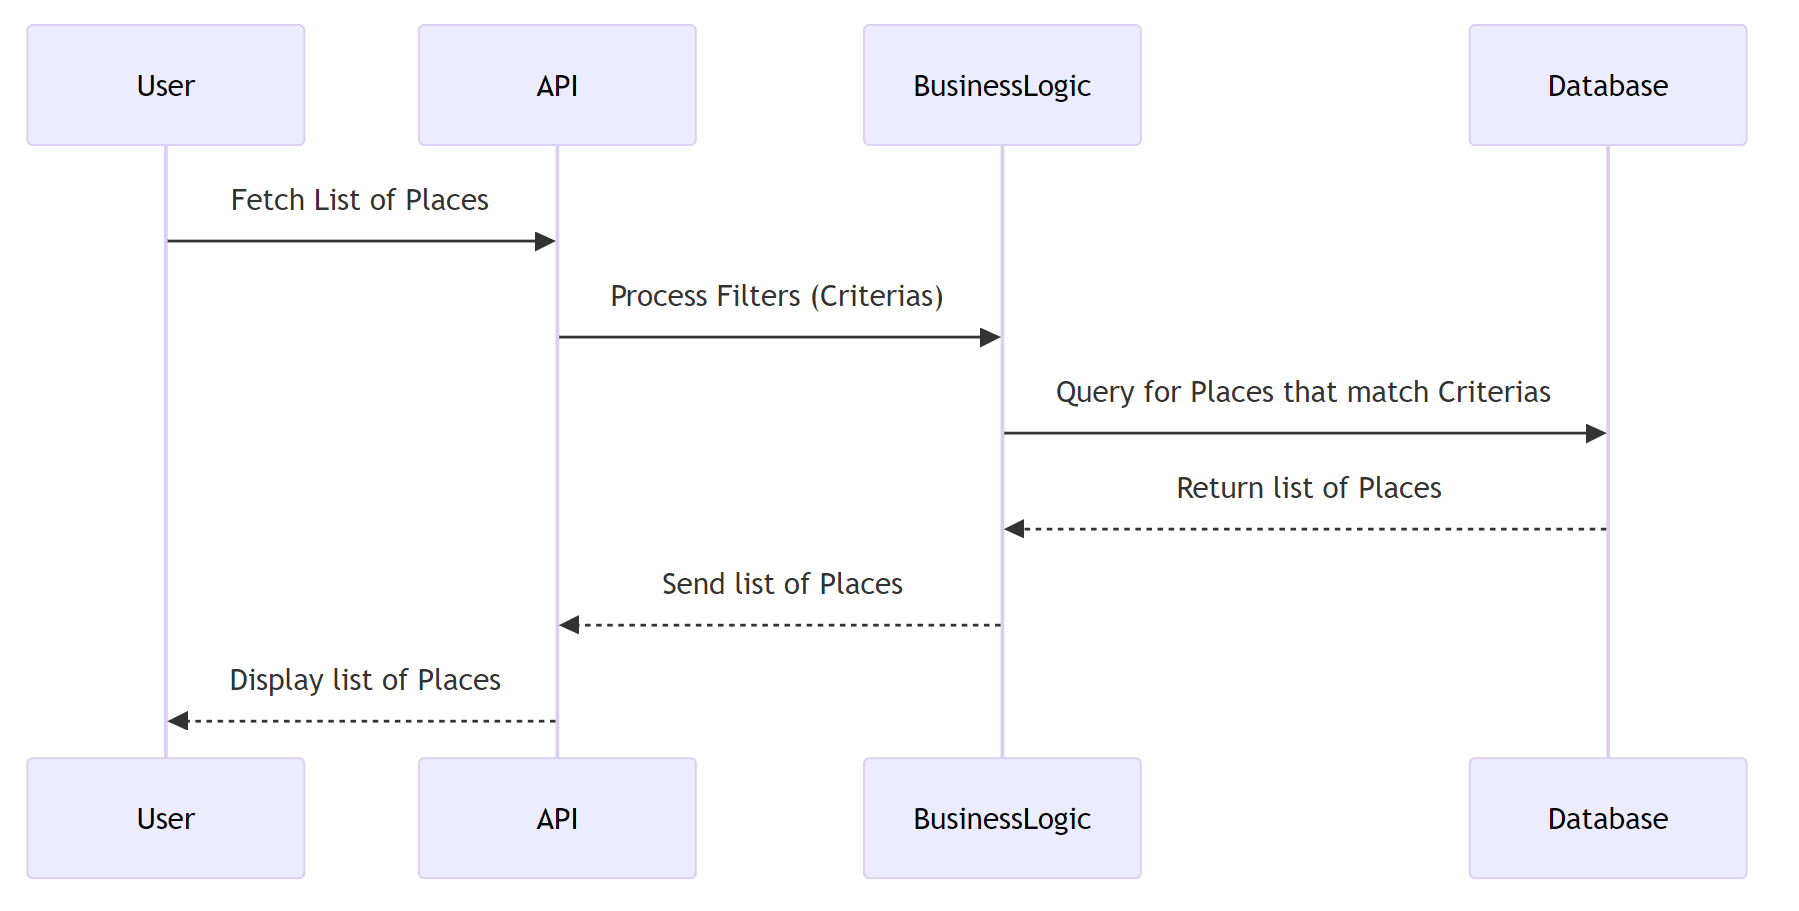 User
API
BusinessLogic
Database
Fetch List of Places
Process Filters (Criterias)
Query for Places that match Criterias
Return list of Places
Send list of Places
Display list of Places
User
API
BusinessLogic
Database